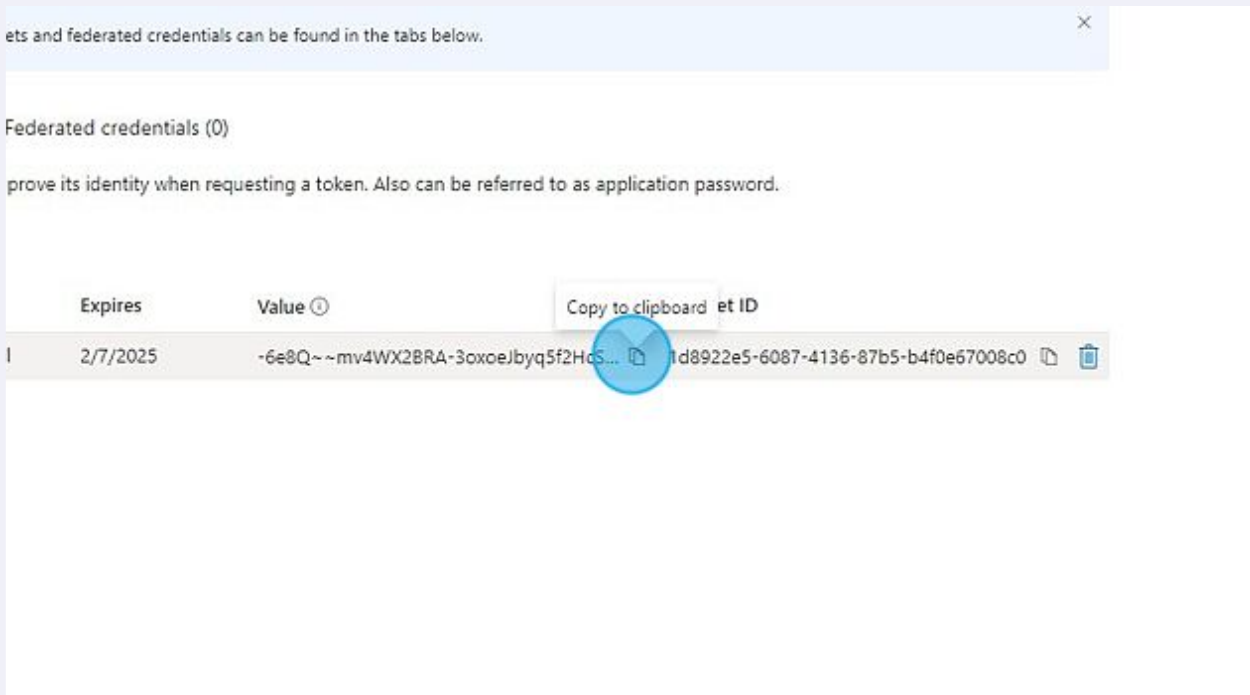 ets and federated credentials can be found in the tabs below.
Federated credentials (0)
prove its identity when requesting a token. Also can be referred to as application password.
Expires Value Copy to clipboard et ID
l 2/7/2025 -6e8Q~~mv4WX2BRA-3oxoeJbyq5f2HcS... 1d8922e5-6087-4136-87b5-b4f0e67008c0